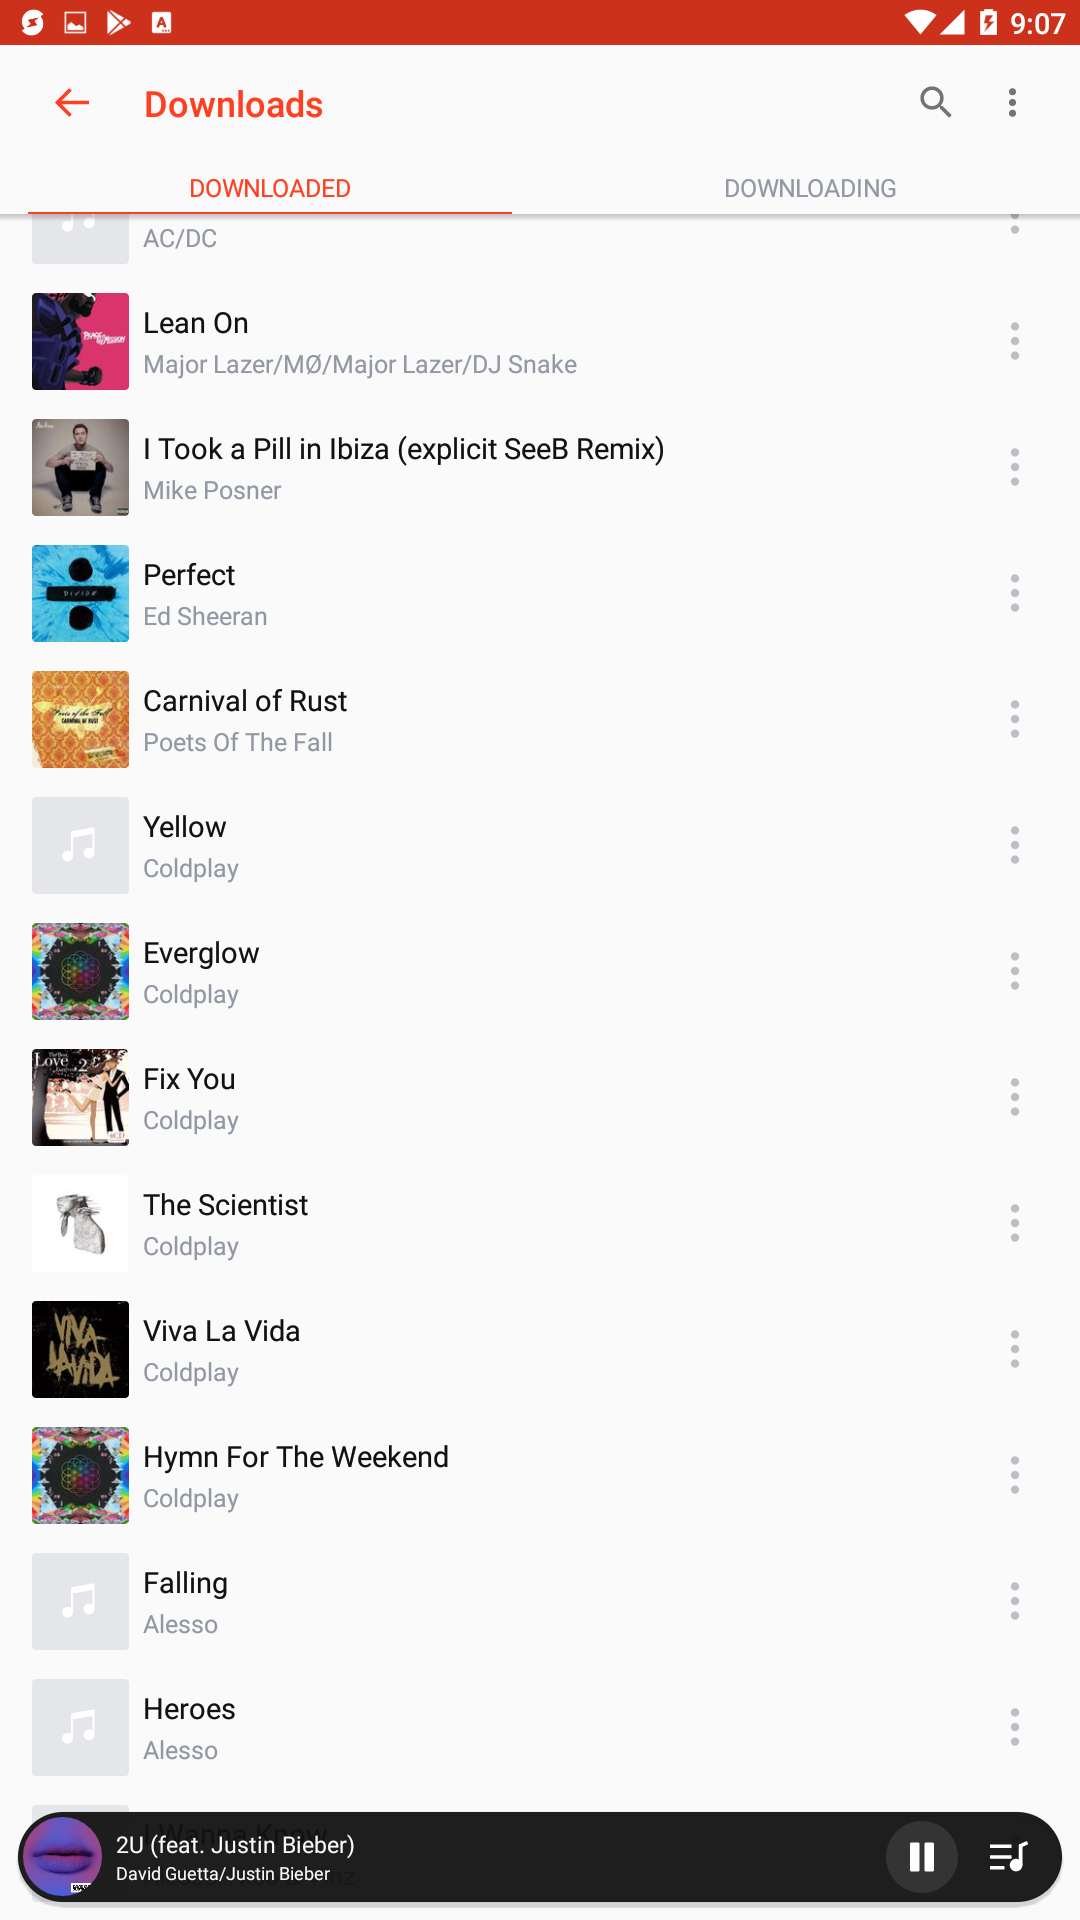 9:07
Downloads
DOWNLOADED
DOWNLOADING
AC/DC
Lean On
Major Lazer/MØ/Major Lazer/DJ Snake
I Took a Pill in Ibiza (explicit SeeB Remix)
Mike Posner
Perfect
Ed Sheeran
Carnival of Rust
Poets Of The Fall
Yellow
Coldplay
Everglow
Coldplay
Fix You
Coldplay
The Scientist
Coldplay
Viva La Vida
Coldplay
Hymn For The Weekend
Coldplay
Falling
Alesso
Heroes
Alesso
I Wanna Know
2U (feat. Justin Bieber)
David Guetta/Justin Bieber